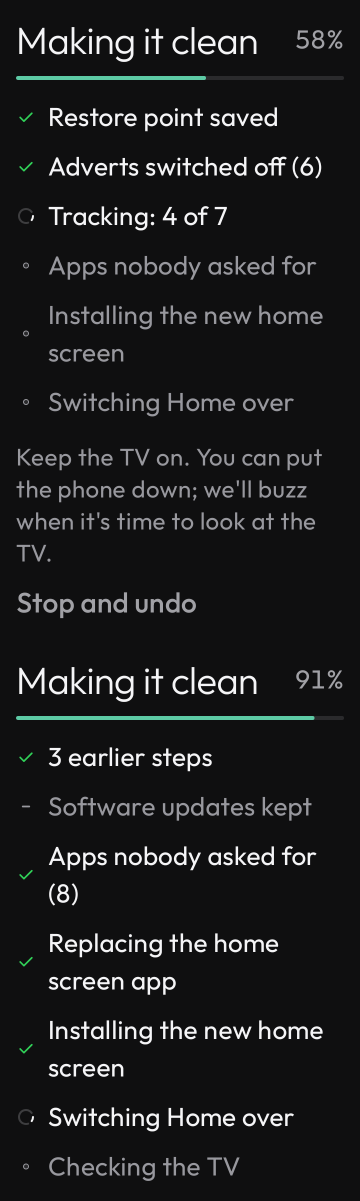 Making it clean 58%
Restore point saved
Adverts switched off (6)
Tracking: 4 of 7
Apps nobody asked for
Installing the new home
screen
Switching Home over
Keep the TV on. You can put
the phone down; we'll buzz
when it's time to look at the
TV.
Stop and undo
Making it clean 91%
3 earlier steps
Software updates kept
Apps nobody asked for
(8)
Replacing the home
screen app
Installing the new home
screen
Switching Home over
Checking the TV